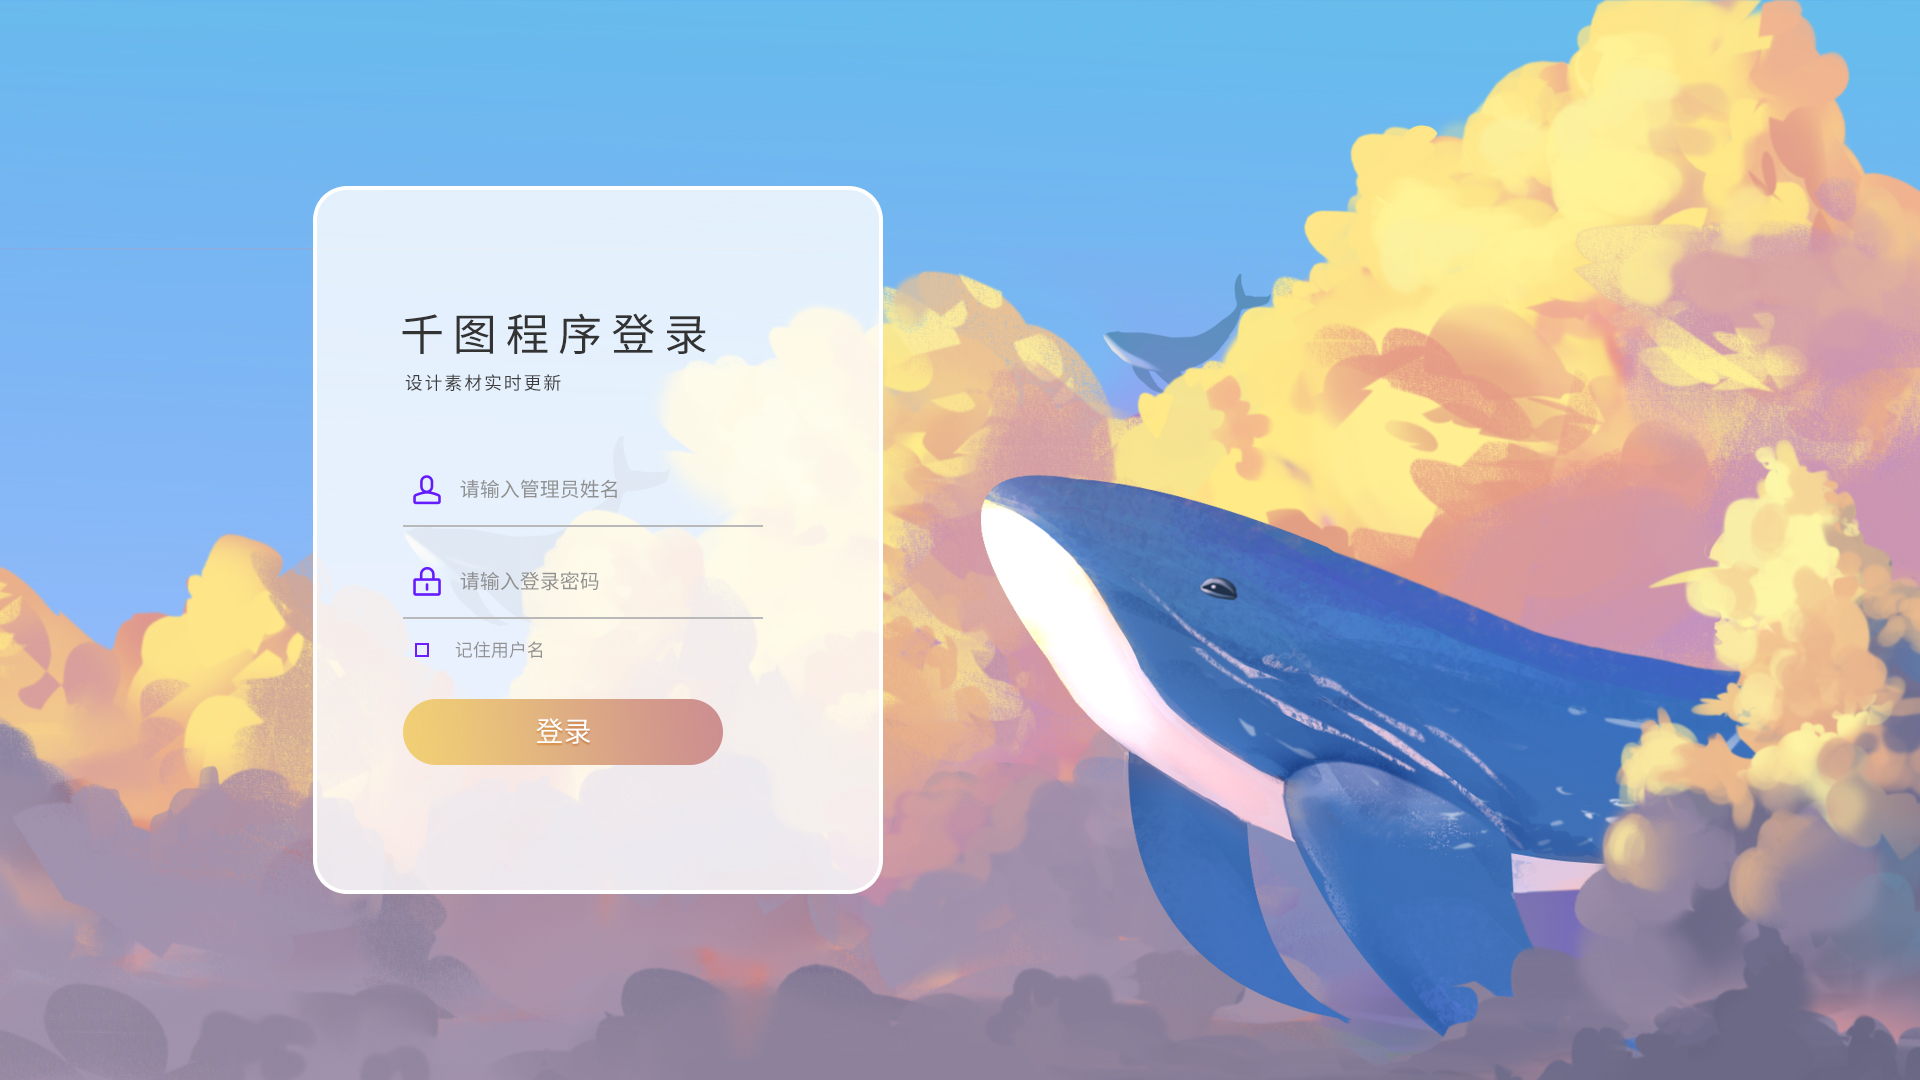 千图程序登录
设计素材实时更新
请输入管理员姓名
请输入登录密码
记住用户名
登录